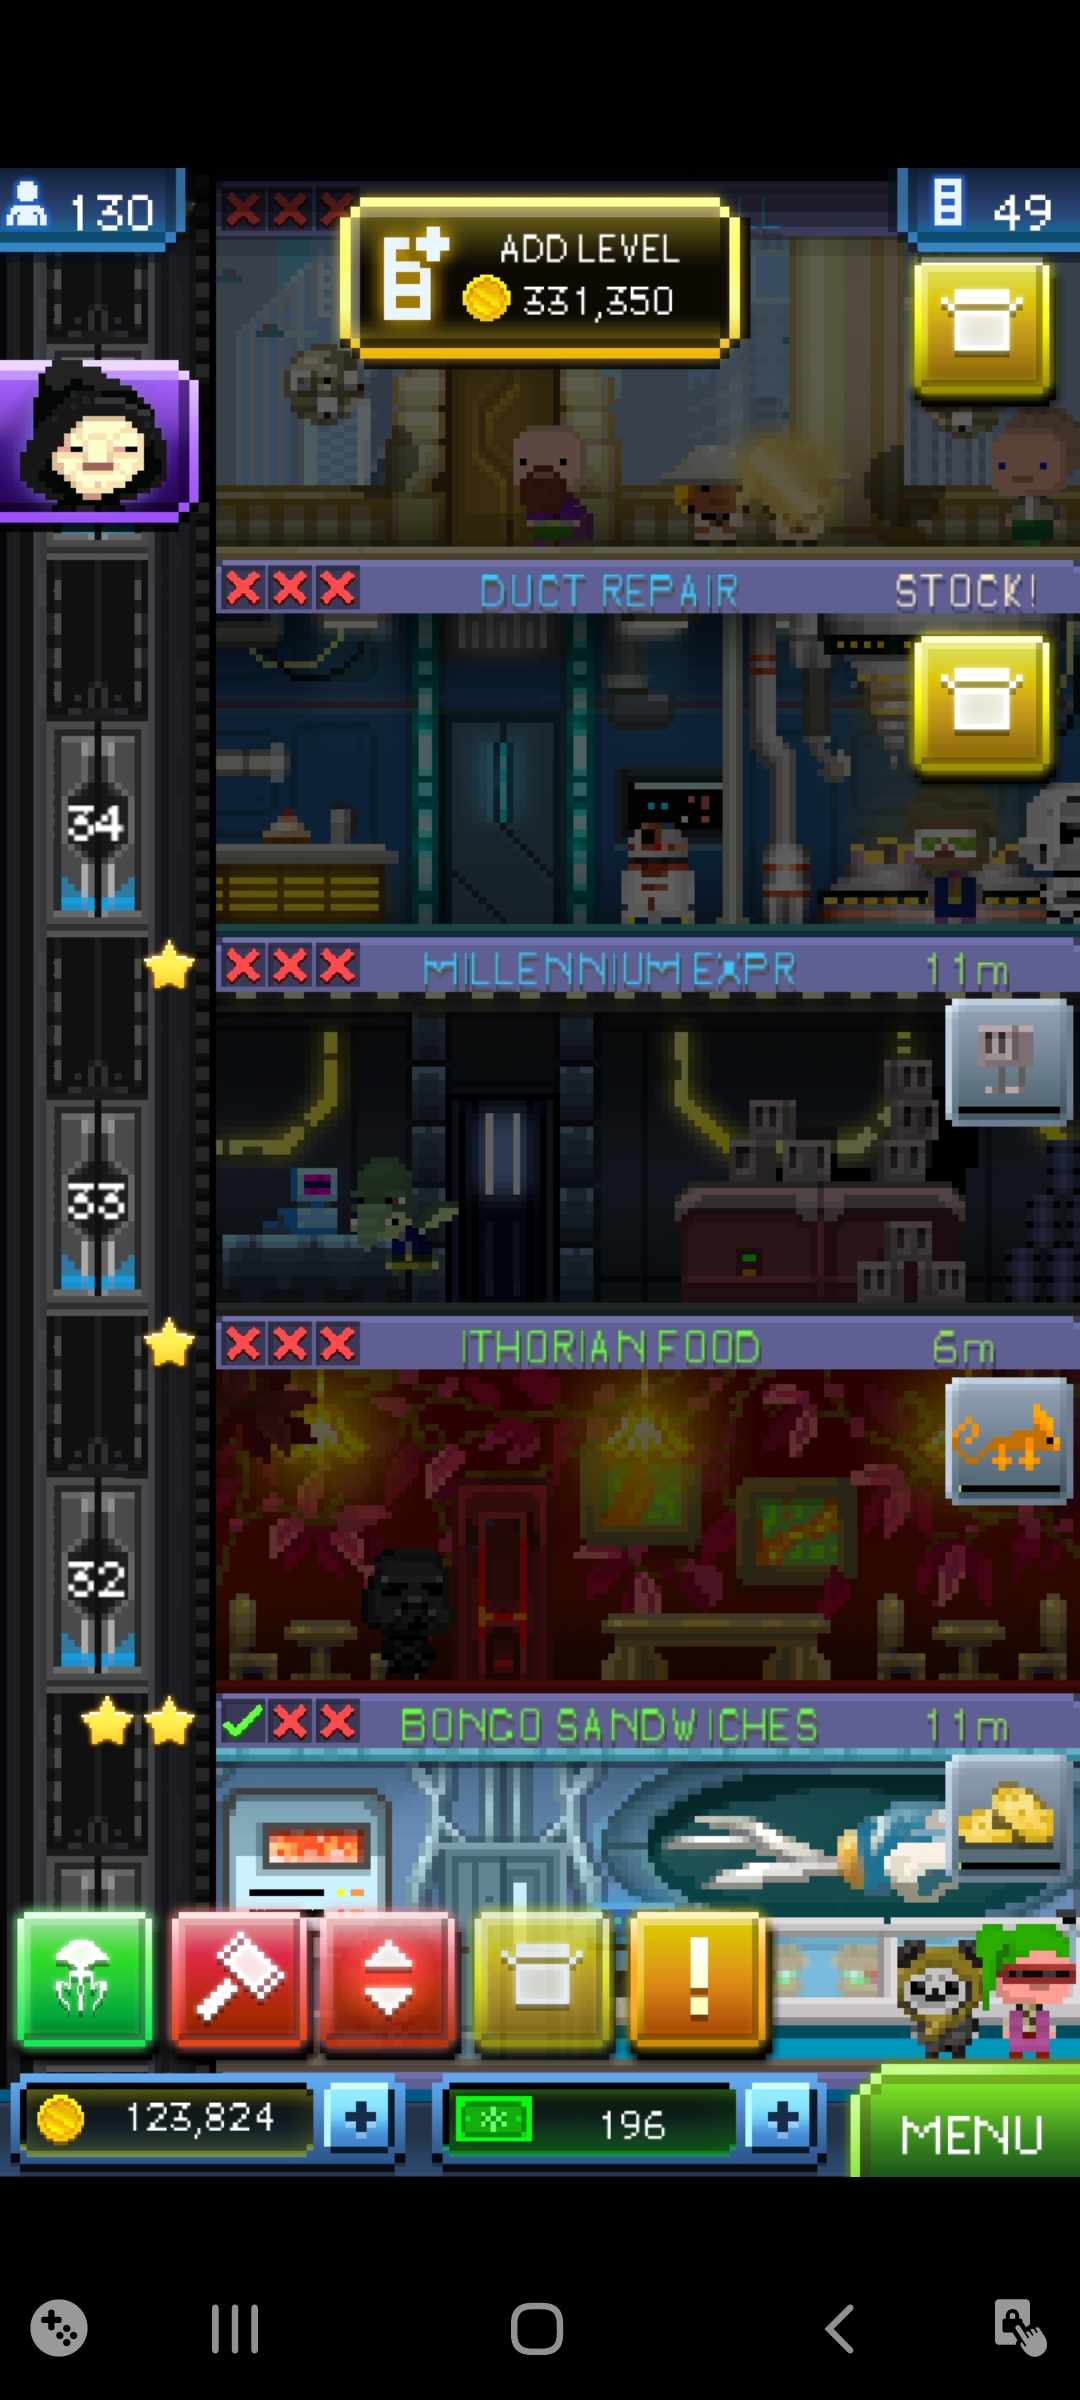 130
49
ADD LEVEL
331,350
DUCT REPAIR
STOCK!
34
MILLENNIUM EXPR
11m
33
ITHORIAN FOOD
6m
32
BONGO SANDWICHES
11m
!
123,824
+
196
+
MENU